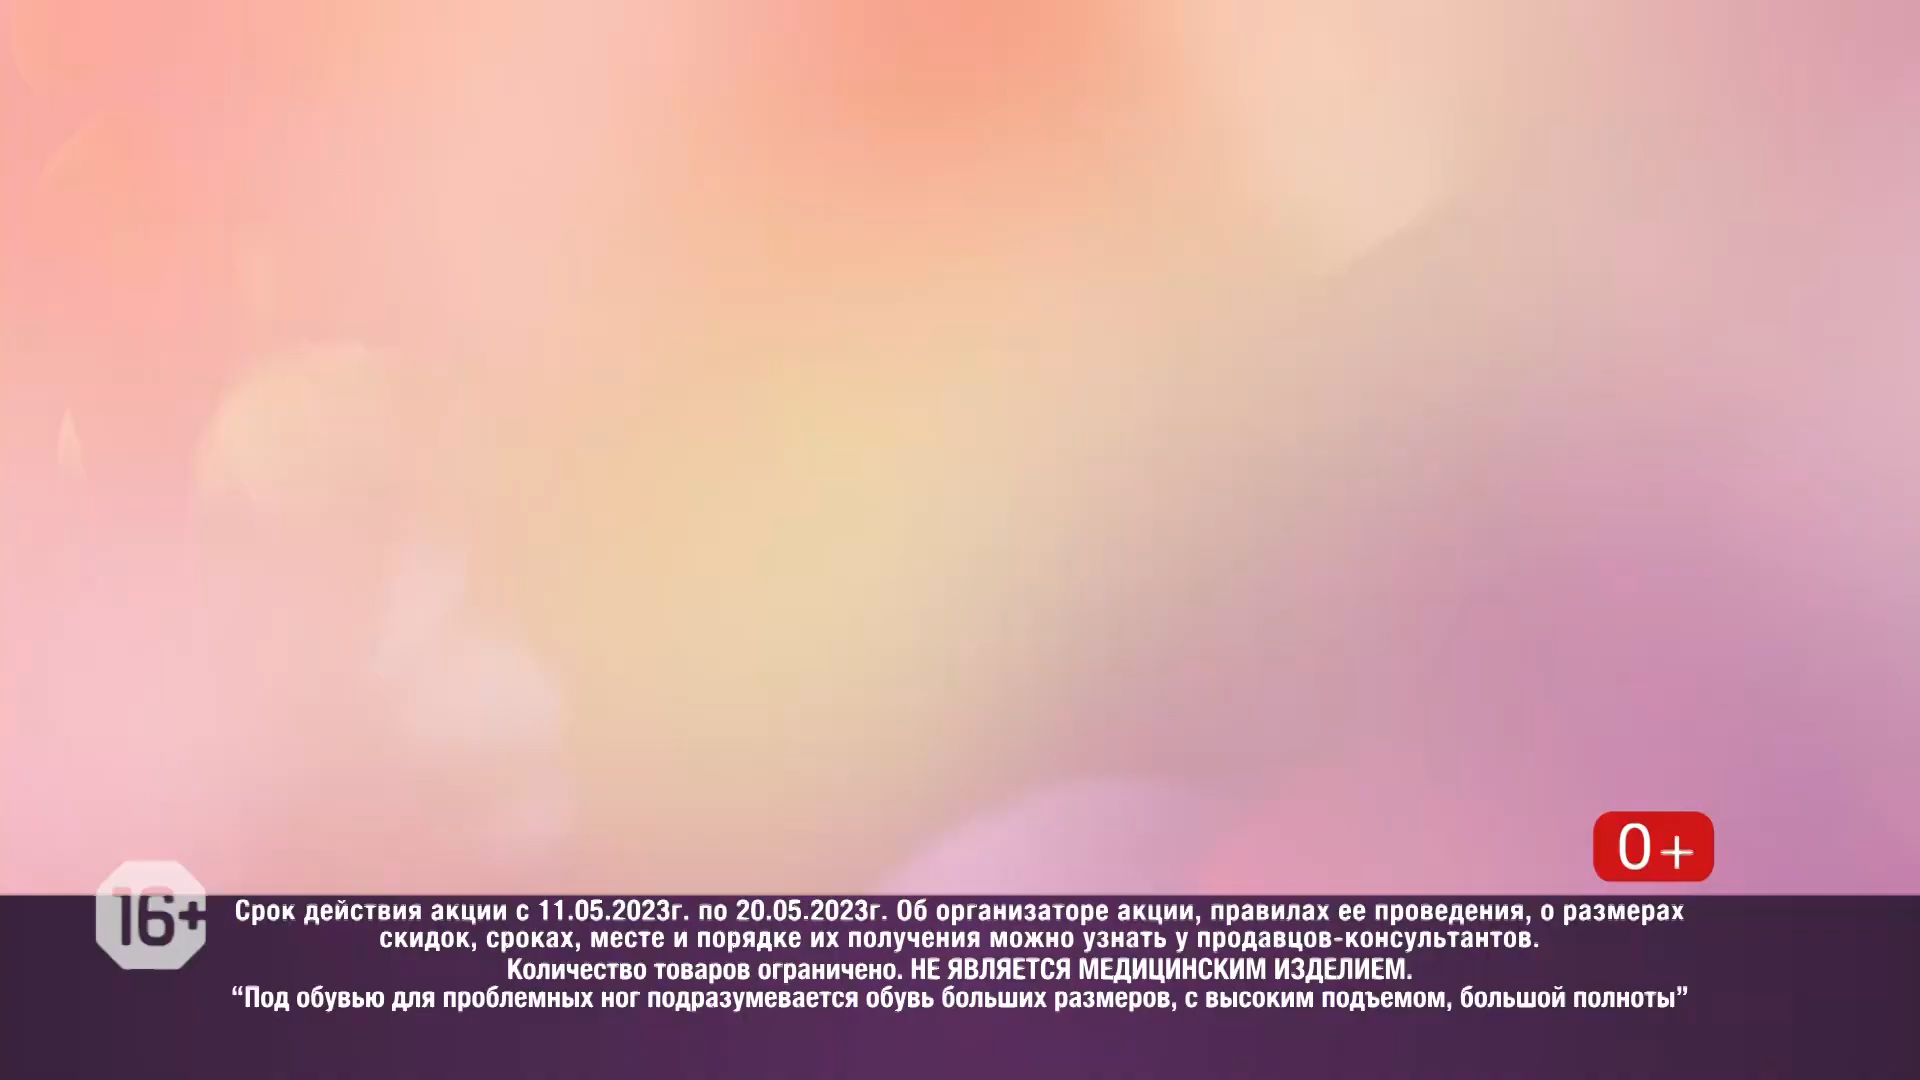 0+
16+
Срок действия акции с 11.05.2023г. по 20.05.2023г. Об организаторе акции, правилах ее проведения, о размерах
скидок, сроках, месте и порядке их получения можно узнать у продавцов-консультантов.
Количество товаров ограничено. НЕ ЯВЛЯЕТСЯ МЕДИЦИНСКИМ ИЗДЕЛИЕМ.
“Под обувью для проблемных ног подразумевается обувь больших размеров, с высоким подъемом, большой полноты”